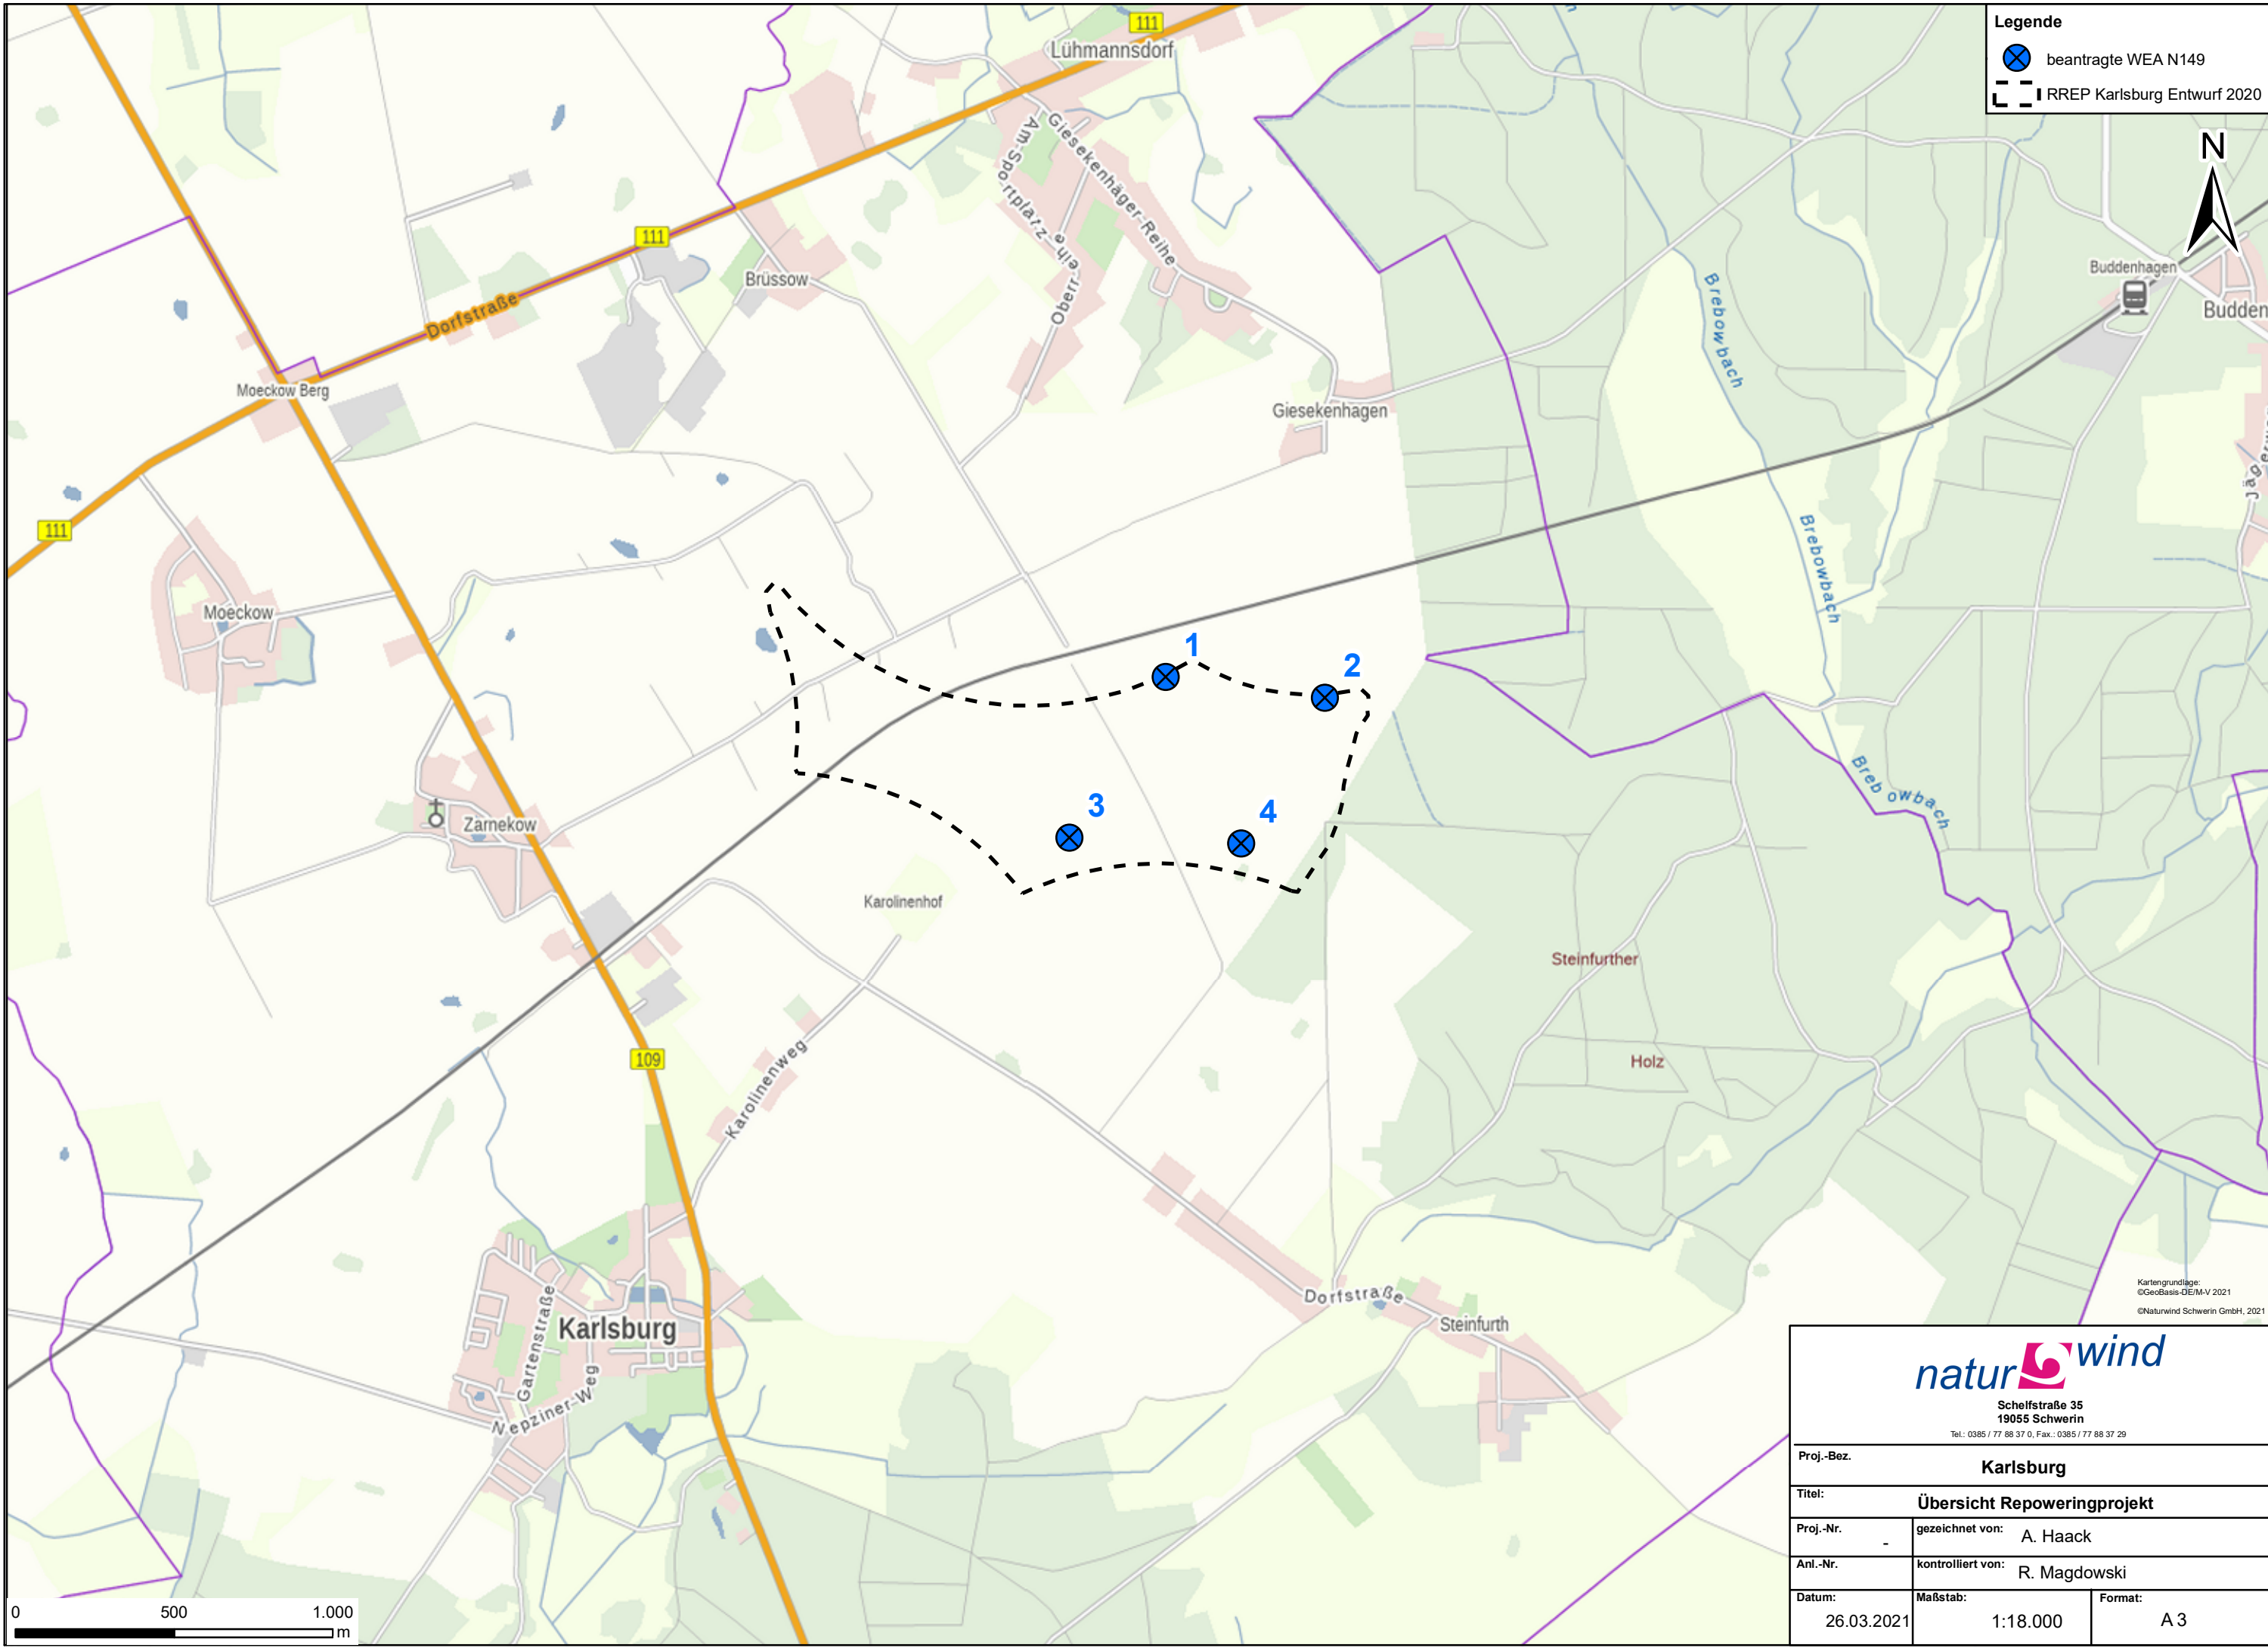 Legende
beantragte WEA N149
RREP Karlsburg Entwurf 2020
N
111
Lühmannsdorf
Am Sportplatz
Giesekenhäger-Reihe
Oberreihe
111
Brüssow
Dorfstraße
Moeckow Berg
Giesekenhagen
Buddenhagen
Budden
Brebowbach
Brebowbach
Brebowbach
111
Moeckow
1
2
3
4
Zarnekow
Karolinenhof
Steinfurther
Holz
109
Karolinenweg
Dorfstraße
Steinfurth
Karlsburg
Gartenstraße
Nepziner-Weg
0 500 1.000
m
Kartengrundlage:
©GeoBasis-DE/M-V 2021
©Naturwind Schwerin GmbH, 2021
natur wind
Schelfstraße 35
19055 Schwerin
Tel.: 0385 / 77 88 37 0, Fax.: 0385 / 77 88 37 29
Proj.-Bez.
Karlsburg
Titel:
Übersicht Repoweringprojekt
Proj.-Nr. -
gezeichnet von: A. Haack
Anl.-Nr.
kontrolliert von: R. Magdowski
Datum: 26.03.2021
Maßstab: 1:18.000
Format: A 3